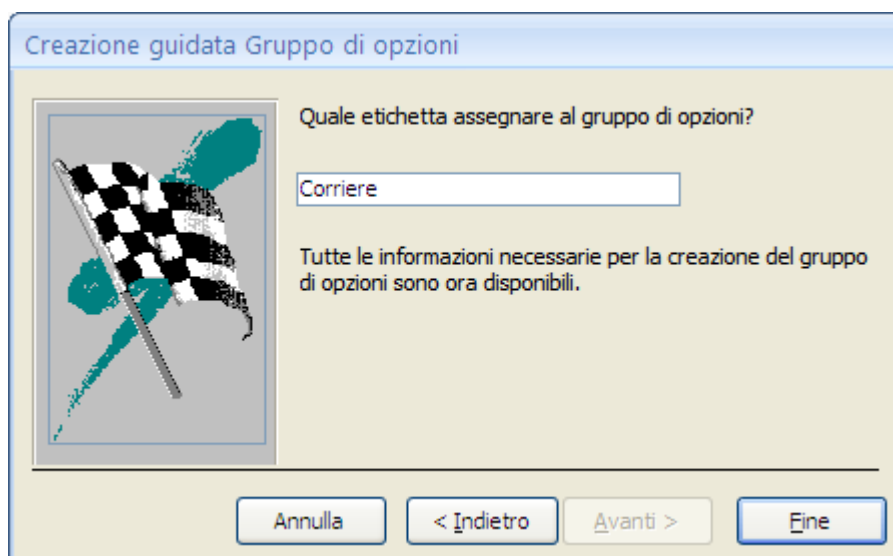 Creazione guidata Gruppo di opzioni
Quale etichetta assegnare al gruppo di opzioni?
Corriere
Tutte le informazioni necessarie per la creazione del gruppo
di opzioni sono ora disponibili.
Annulla < Indietro Avanti > Fine